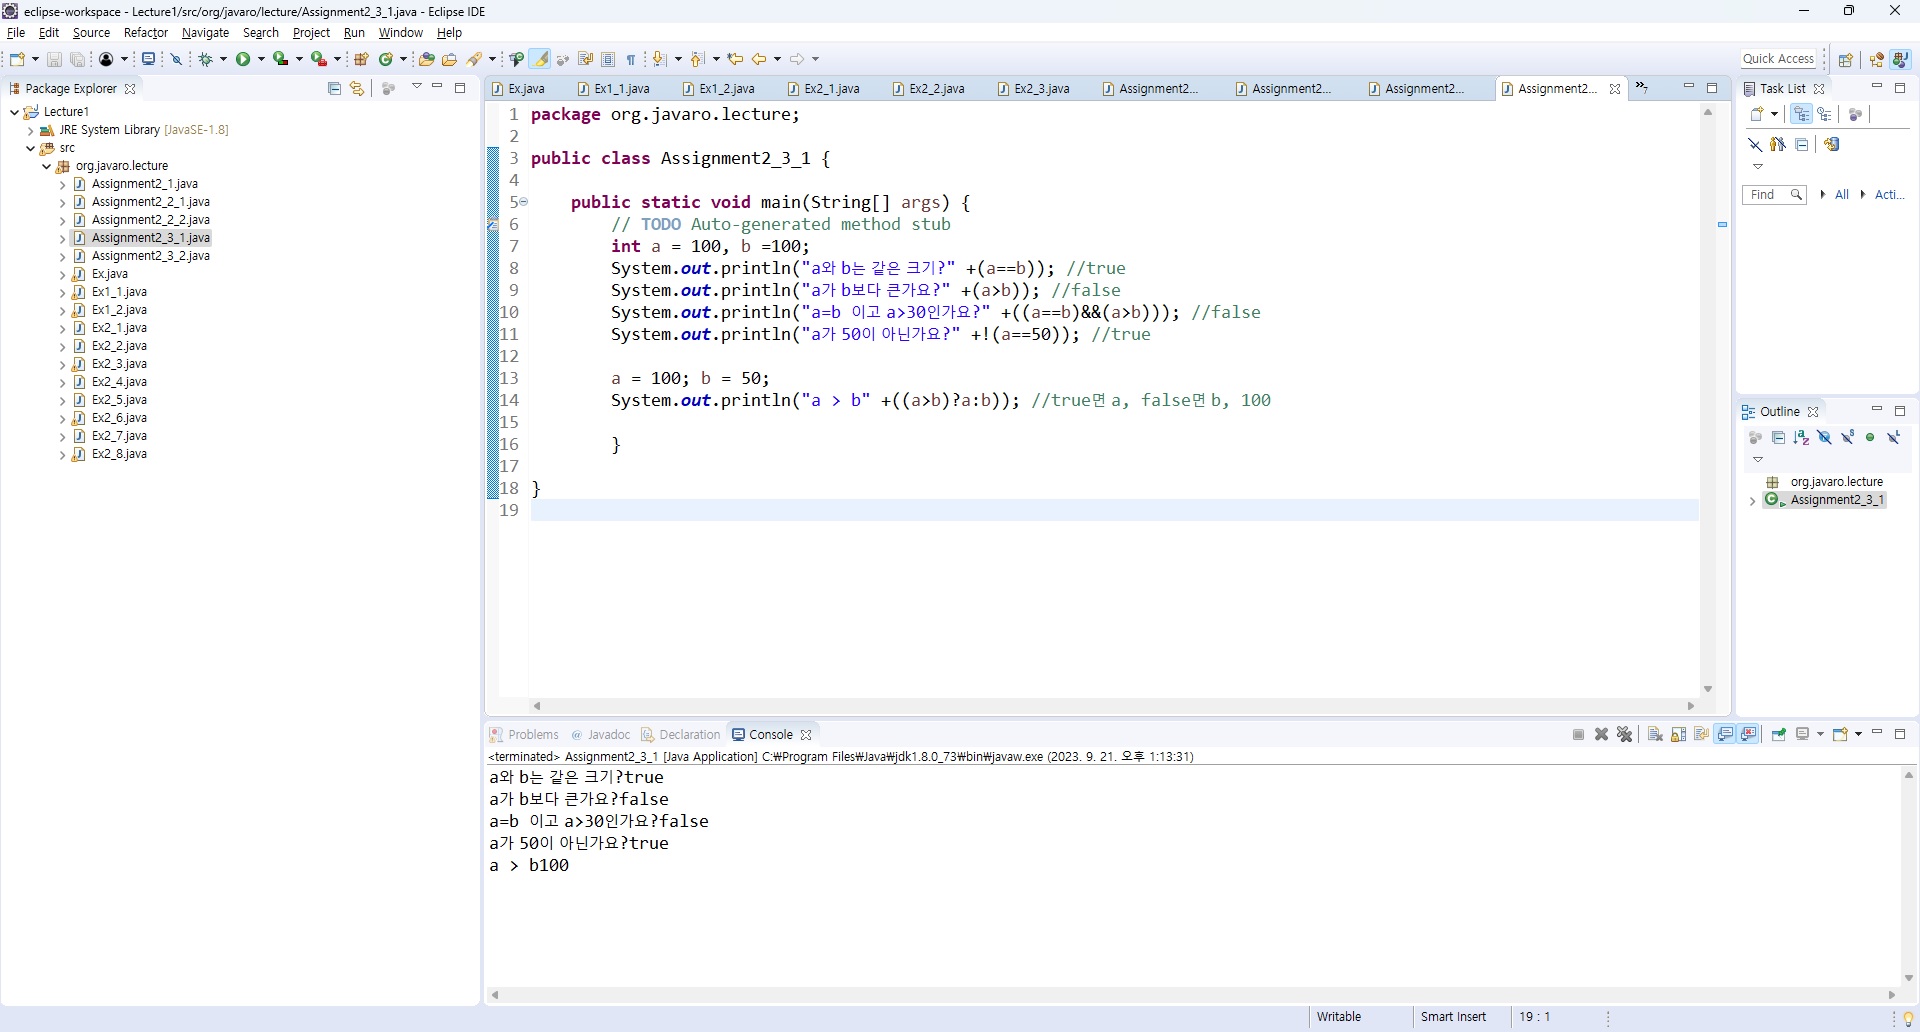 eclipse-workspace - Lecture1/src/org/javaro/lecture/Assignment2_3_1.java - Eclipse IDE
File Edit Source Refactor Navigate Search Project Run Window Help
Quick Access
Package Explorer
Lecture1
JRE System Library [JavaSE-1.8]
src
org.javaro.lecture
Assignment2_1.java
Assignment2_2_1.java
Assignment2_2_2.java
Assignment2_3_1.java
Assignment2_3_2.java
Ex.java
Ex1_1.java
Ex1_2.java
Ex2_1.java
Ex2_2.java
Ex2_3.java
Ex2_4.java
Ex2_5.java
Ex2_6.java
Ex2_7.java
Ex2_8.java
Ex.java Ex1_1.java Ex1_2.java Ex2_1.java Ex2_2.java Ex2_3.java Assignment2... Assignment2... Assignment2... Assignment2... »7
1 package org.javaro.lecture;
2
3 public class Assignment2_3_1 {
4
5 public static void main(String[] args) {
6 // TODO Auto-generated method stub
7 int a = 100, b =100;
8 System.out.println("a와 b는 같은 크기?" +(a==b)); //true
9 System.out.println("a가 b보다 큰가요?" +(a>b)); //false
10 System.out.println("a=b 이고 a>30인가요?" +((a==b)&&(a>b))); //false
11 System.out.println("a가 50이 아닌가요?" +!(a==50)); //true
12
13 a = 100; b = 50;
14 System.out.println("a > b" +((a>b)?a:b)); //true면 a, false면 b, 100
15
16 }
17
18 }
19
Task List
Find All Acti...
Outline
org.javaro.lecture
Assignment2_3_1
Problems Javadoc Declaration Console
<terminated> Assignment2_3_1 [Java Application] C:₩Program Files₩Java₩jdk1.8.0_73₩bin₩javaw.exe (2023. 9. 21. 오후 1:13:31)
a와 b는 같은 크기?true
a가 b보다 큰가요?false
a=b 이고 a>30인가요?false
a가 50이 아닌가요?true
a > b100
Writable Smart Insert 19 : 1